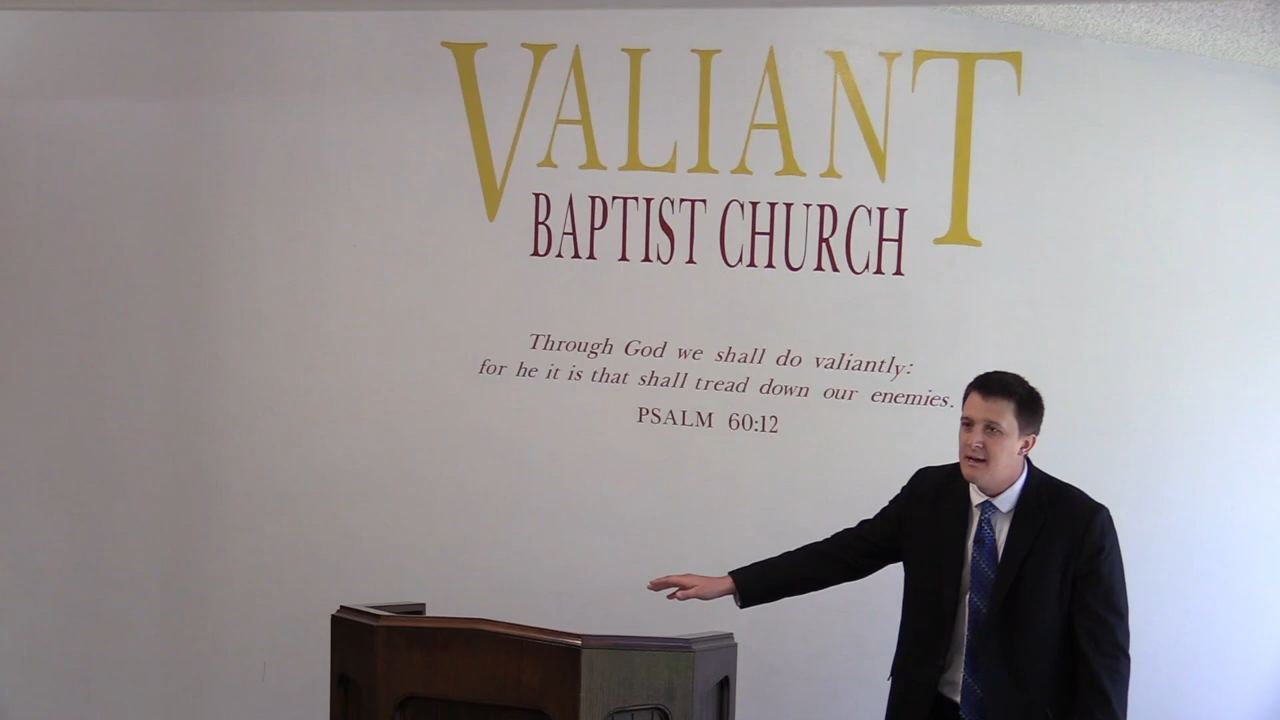 VALIANT
BAPTIST CHURCH
Through God we shall do valiantly:
for he it is that shall tread down our enemies.
PSALM 60:12